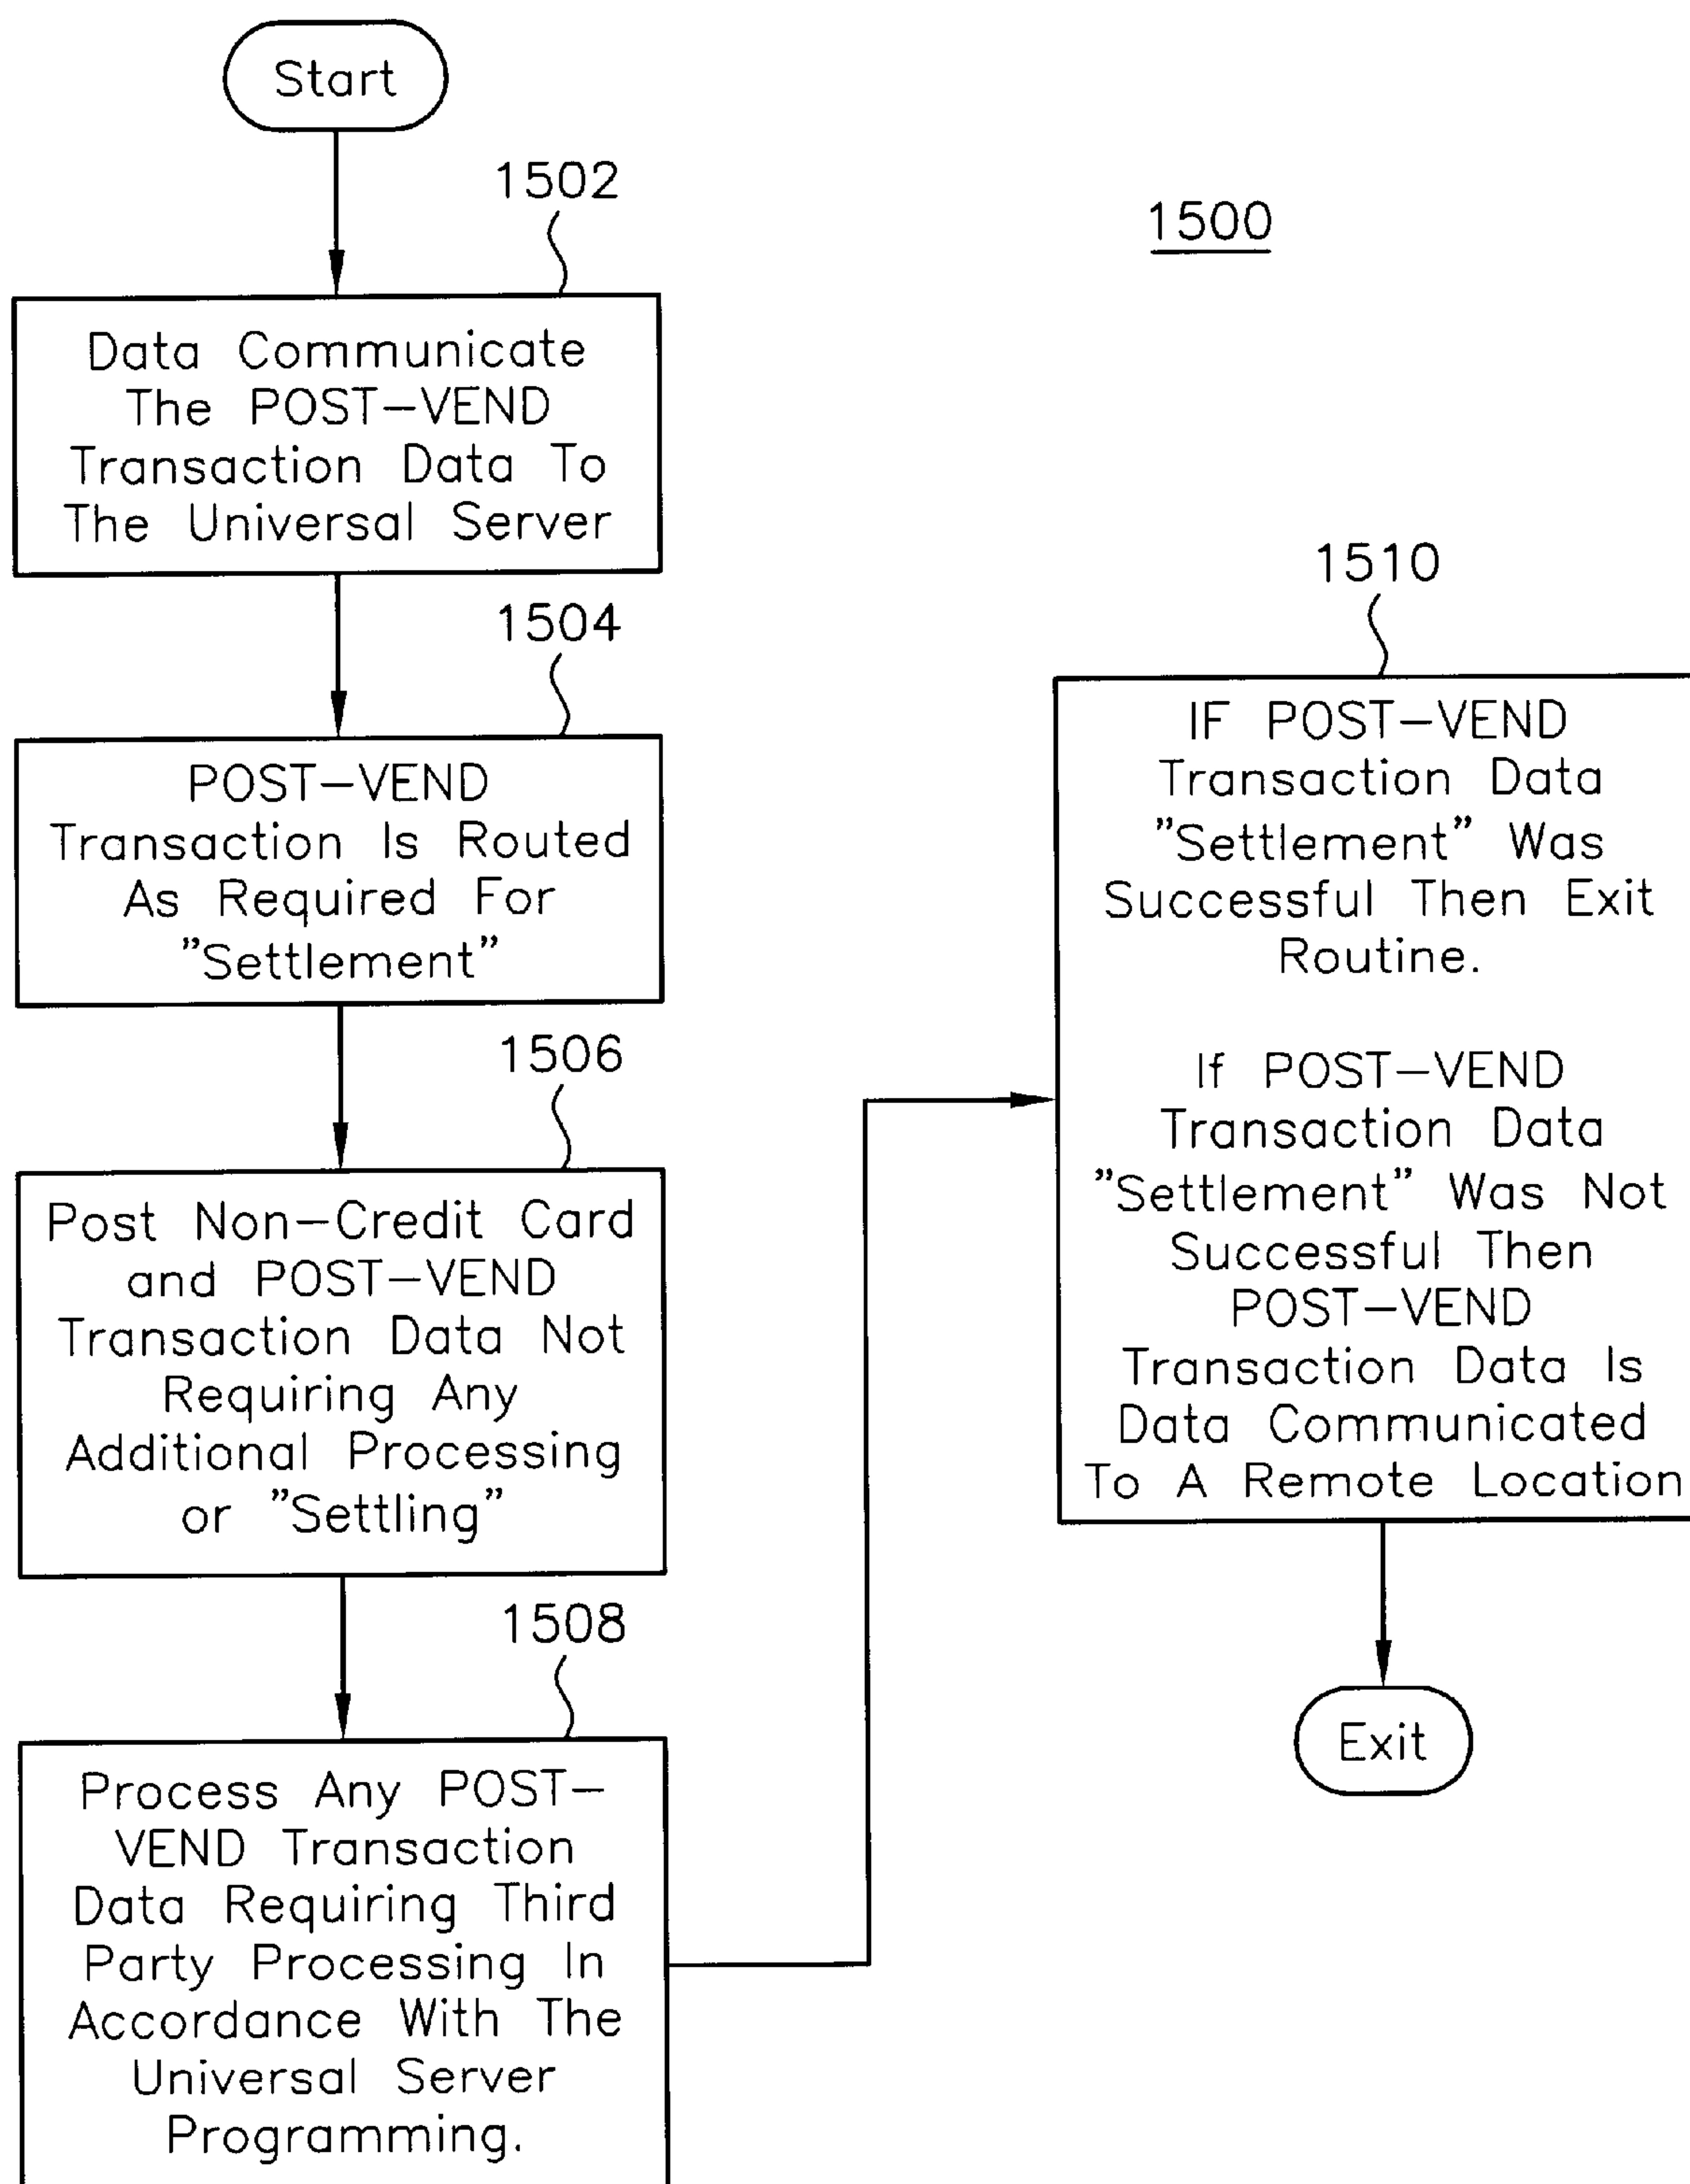 Start
1502
1500
Data Communicate
The POST–VEND
Transaction Data To
The Universal Server
1504
POST–VEND
Transaction Is Routed
As Required For
"Settlement"
1506
Post Non–Credit Card
and POST–VEND
Transaction Data Not
Requiring Any
Additional Processing
or "Settling"
1508
Process Any POST–
VEND Transaction
Data Requiring Third
Party Processing In
Accordance With The
Universal Server
Programming.
1510
IF POST–VEND
Transaction Data
"Settlement" Was
Successful Then Exit
Routine.
If POST–VEND
Transaction Data
"Settlement" Was Not
Successful Then
POST–VEND
Transaction Data Is
Data Communicated
To A Remote Location
Exit